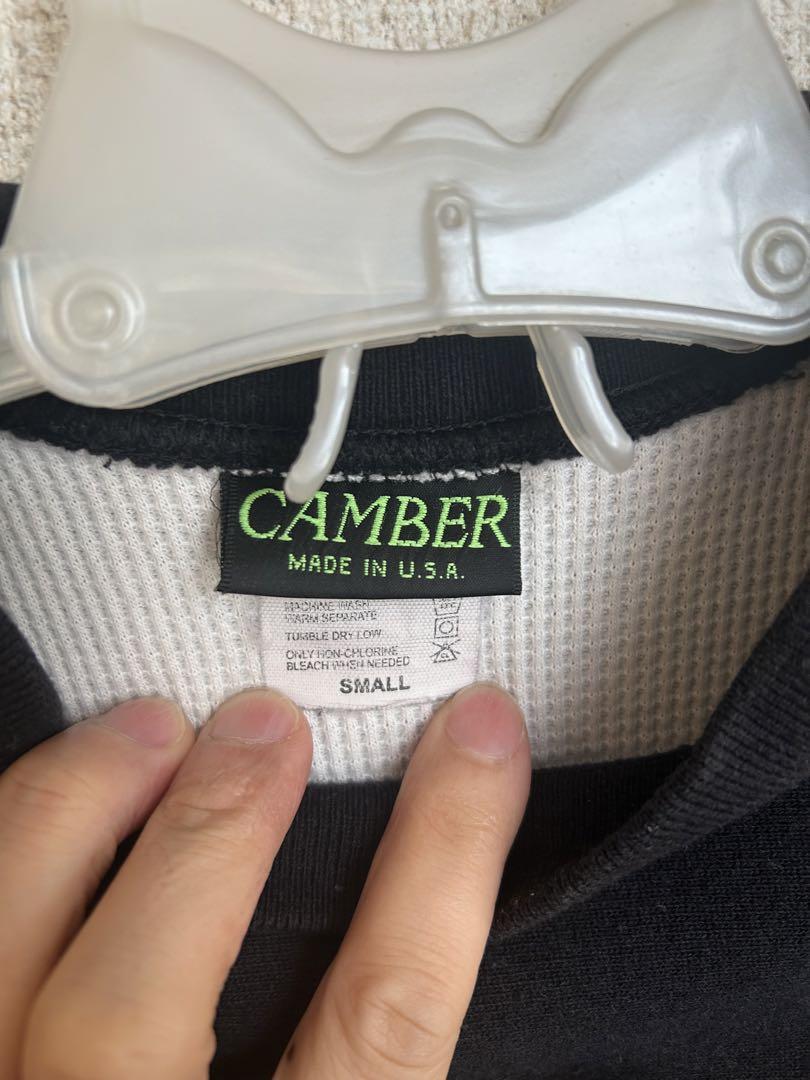 CAMBER
MADE IN U.S.A.
MACHINE WASH
WARM SEPARATE
TUMBLE DRY LOW
ONLY NON-CHLORINE
BLEACH WHEN NEEDED
SMALL